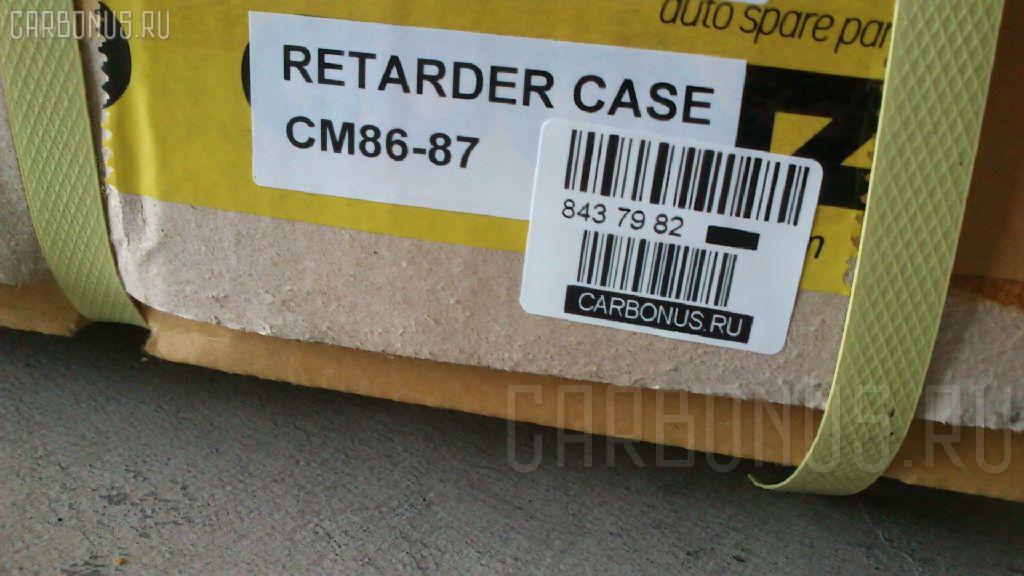 CARBONUS.RU
auto spare par
RETARDER CASE
CM86-87
843 79 82
CARBONUS.RU
CARBONUS.RU